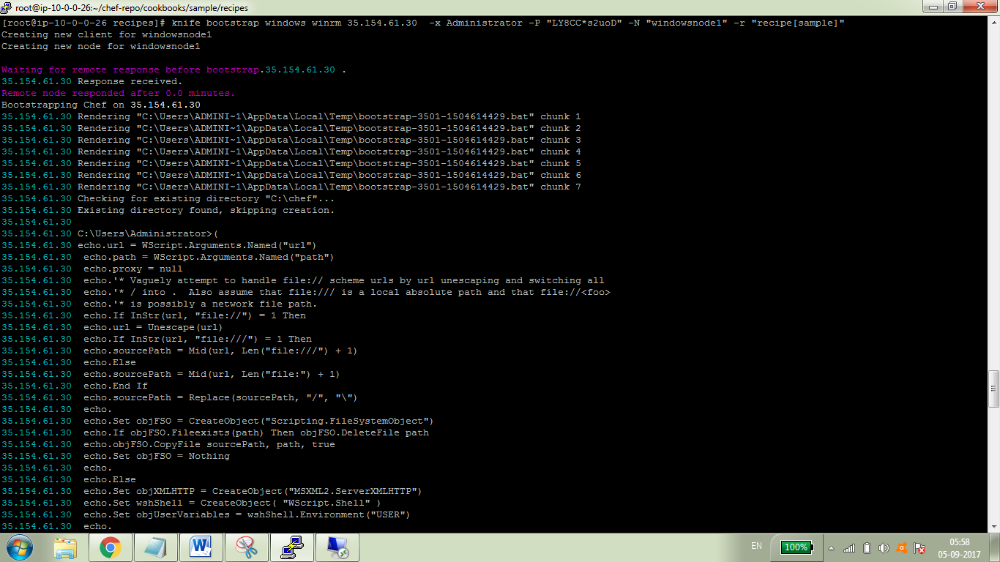 root@ip-10-0-0-26:~/chef-repo/cookbooks/sample/recipes
[root@ip-10-0-0-26 recipes]# knife bootstrap windows winrm 35.154.61.30  -x Administrator -P "LY8CC*s2uoD" -N "windowsnode1" -r "recipe[sample]"
Creating new client for windowsnode1
Creating new node for windowsnode1
Waiting for remote response before bootstrap.35.154.61.30 .
35.154.61.30 Response received.
Remote node responded after 0.0 minutes.
Bootstrapping Chef on 35.154.61.30
35.154.61.30 Rendering "C:\Users\ADMINI~1\AppData\Local\Temp\bootstrap-3501-1504614429.bat" chunk 1
35.154.61.30 Rendering "C:\Users\ADMINI~1\AppData\Local\Temp\bootstrap-3501-1504614429.bat" chunk 2
35.154.61.30 Rendering "C:\Users\ADMINI~1\AppData\Local\Temp\bootstrap-3501-1504614429.bat" chunk 3
35.154.61.30 Rendering "C:\Users\ADMINI~1\AppData\Local\Temp\bootstrap-3501-1504614429.bat" chunk 4
35.154.61.30 Rendering "C:\Users\ADMINI~1\AppData\Local\Temp\bootstrap-3501-1504614429.bat" chunk 5
35.154.61.30 Rendering "C:\Users\ADMINI~1\AppData\Local\Temp\bootstrap-3501-1504614429.bat" chunk 6
35.154.61.30 Rendering "C:\Users\ADMINI~1\AppData\Local\Temp\bootstrap-3501-1504614429.bat" chunk 7
35.154.61.30 Checking for existing directory "C:\chef"...
35.154.61.30 Existing directory found, skipping creation.
35.154.61.30
35.154.61.30 C:\Users\Administrator>(
35.154.61.30 echo.url = WScript.Arguments.Named("url")
35.154.61.30  echo.path = WScript.Arguments.Named("path")
35.154.61.30  echo.proxy = null
35.154.61.30  echo.'* Vaguely attempt to handle file:// scheme urls by url unescaping and switching all
35.154.61.30  echo.'* / into .  Also assume that file:/// is a local absolute path and that file://<foo>
35.154.61.30  echo.'* is possibly a network file path.
35.154.61.30  echo.If InStr(url, "file://") = 1 Then
35.154.61.30  echo.url = Unescape(url)
35.154.61.30  echo.If InStr(url, "file:///") = 1 Then
35.154.61.30  echo.sourcePath = Mid(url, Len("file:///") + 1)
35.154.61.30  echo.Else
35.154.61.30  echo.sourcePath = Mid(url, Len("file:") + 1)
35.154.61.30  echo.End If
35.154.61.30  echo.sourcePath = Replace(sourcePath, "/", "\")
35.154.61.30  echo.
35.154.61.30  echo.Set objFSO = CreateObject("Scripting.FileSystemObject")
35.154.61.30  echo.If objFSO.Fileexists(path) Then objFSO.DeleteFile path
35.154.61.30  echo.objFSO.CopyFile sourcePath, path, true
35.154.61.30  echo.Set objFSO = Nothing
35.154.61.30  echo.
35.154.61.30  echo.Else
35.154.61.30  echo.Set objXMLHTTP = CreateObject("MSXML2.ServerXMLHTTP")
35.154.61.30  echo.Set wshShell = CreateObject( "WScript.Shell" )
35.154.61.30  echo.Set objUserVariables = wshShell.Environment("USER")
35.154.61.30  echo.
EN
100%
05:58
05-09-2017